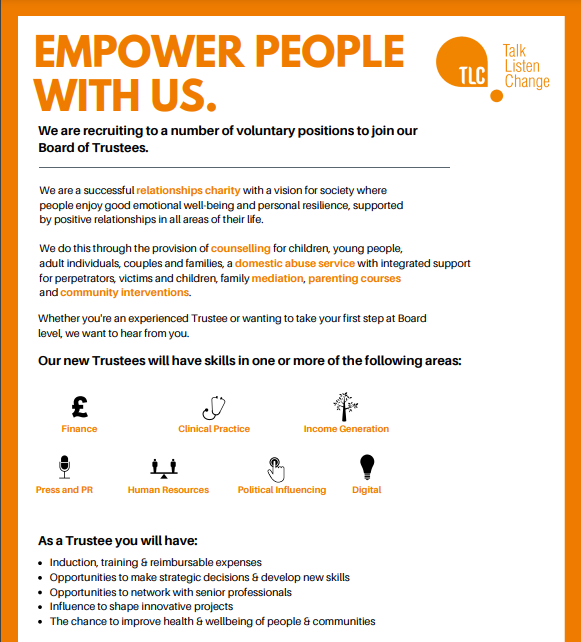 EMPOWER PEOPLE
WITH US.
TLC
Talk
Listen
Change
We are recruiting to a number of voluntary positions to join our
Board of Trustees.
We are a successful relationships charity with a vision for society where
people enjoy good emotional well-being and personal resilience, supported
by positive relationships in all areas of their life.
We do this through the provision of counselling for children, young people,
adult individuals, couples and families, a domestic abuse service with integrated support
for perpetrators, victims and children, family mediation, parenting courses
and community interventions.
Whether you're an experienced Trustee or wanting to take your first step at Board
level, we want to hear from you.
Our new Trustees will have skills in one or more of the following areas:
£
Finance
Clinical Practice
Income Generation
Press and PR
Human Resources
Political Influencing
Digital
As a Trustee you will have:
• Induction, training & reimbursable expenses
• Opportunities to make strategic decisions & develop new skills
• Opportunities to network with senior professionals
• Influence to shape innovative projects
• The chance to improve health & wellbeing of people & communities